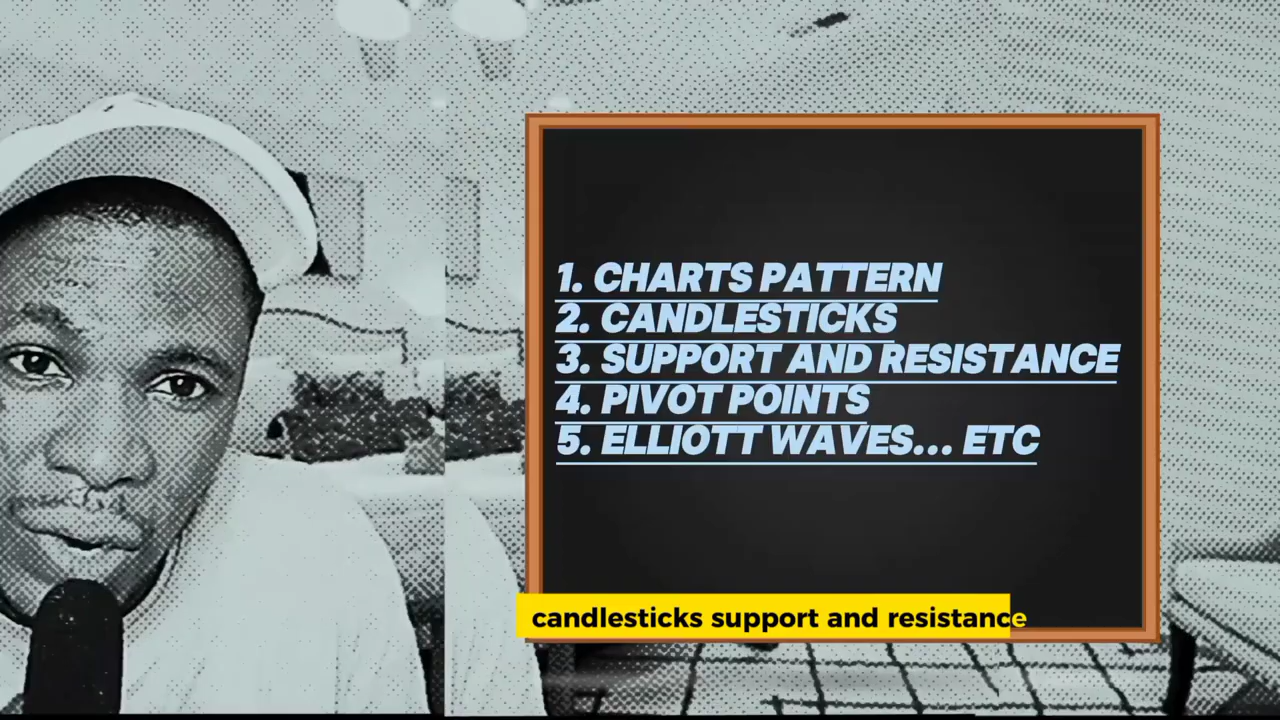 1. CHARTS PATTERN
2. CANDLESTICKS
3. SUPPORT AND RESISTANCE
4. PIVOT POINTS
5. ELLIOTT WAVES... ETC
candlesticks support and resistance